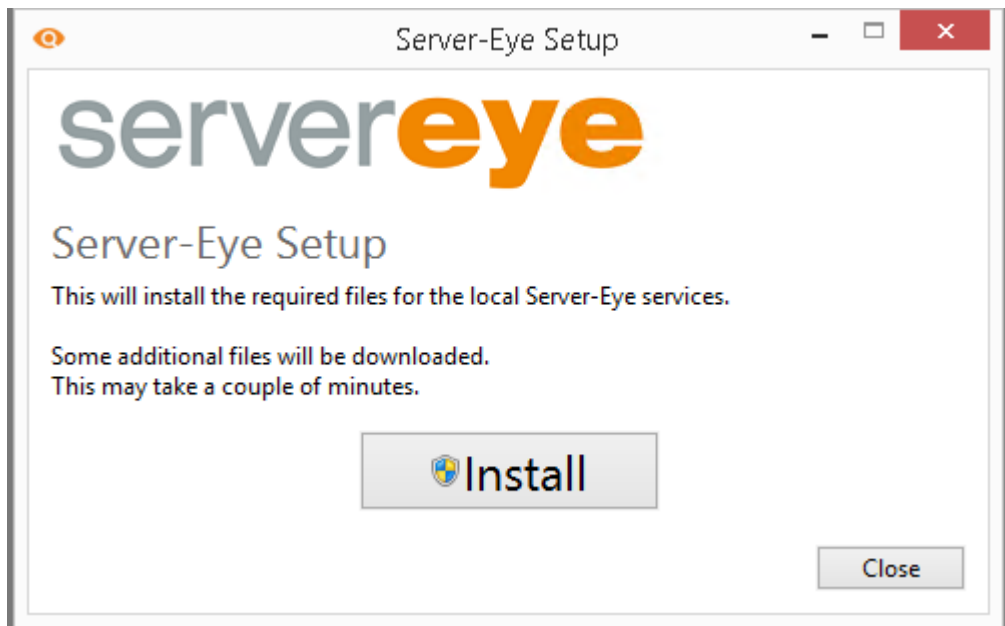 Server-Eye Setup
servereye
Server-Eye Setup
This will install the required files for the local Server-Eye services.
Some additional files will be downloaded.
This may take a couple of minutes.
Install
Close